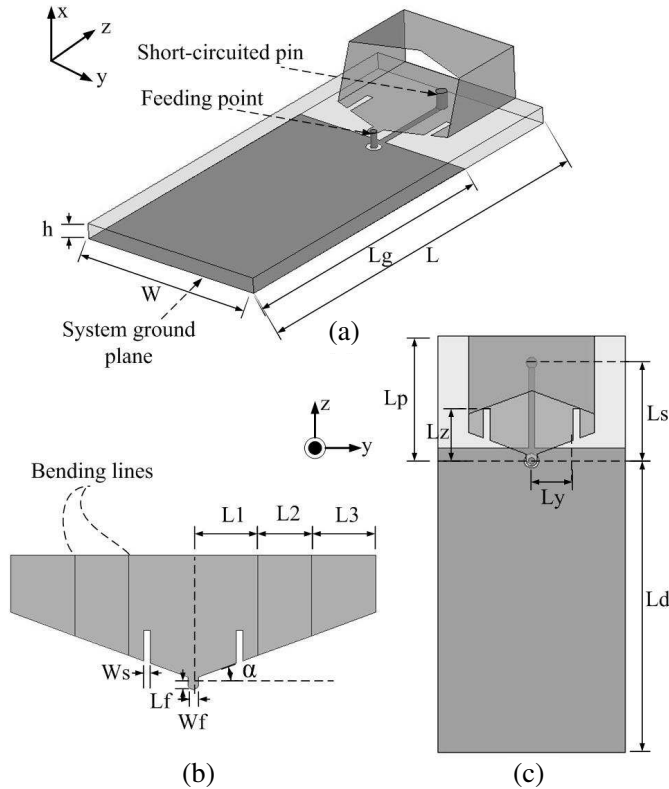 x
z
y
Short-circuited pin
Feeding point
h
W
Lg
L
System ground
plane
(a)
z
y
Bending lines
L1
L2
L3
Ws
Lf
Wf
α
(b)
Lp
Lz
Ls
Ly
Ld
(c)